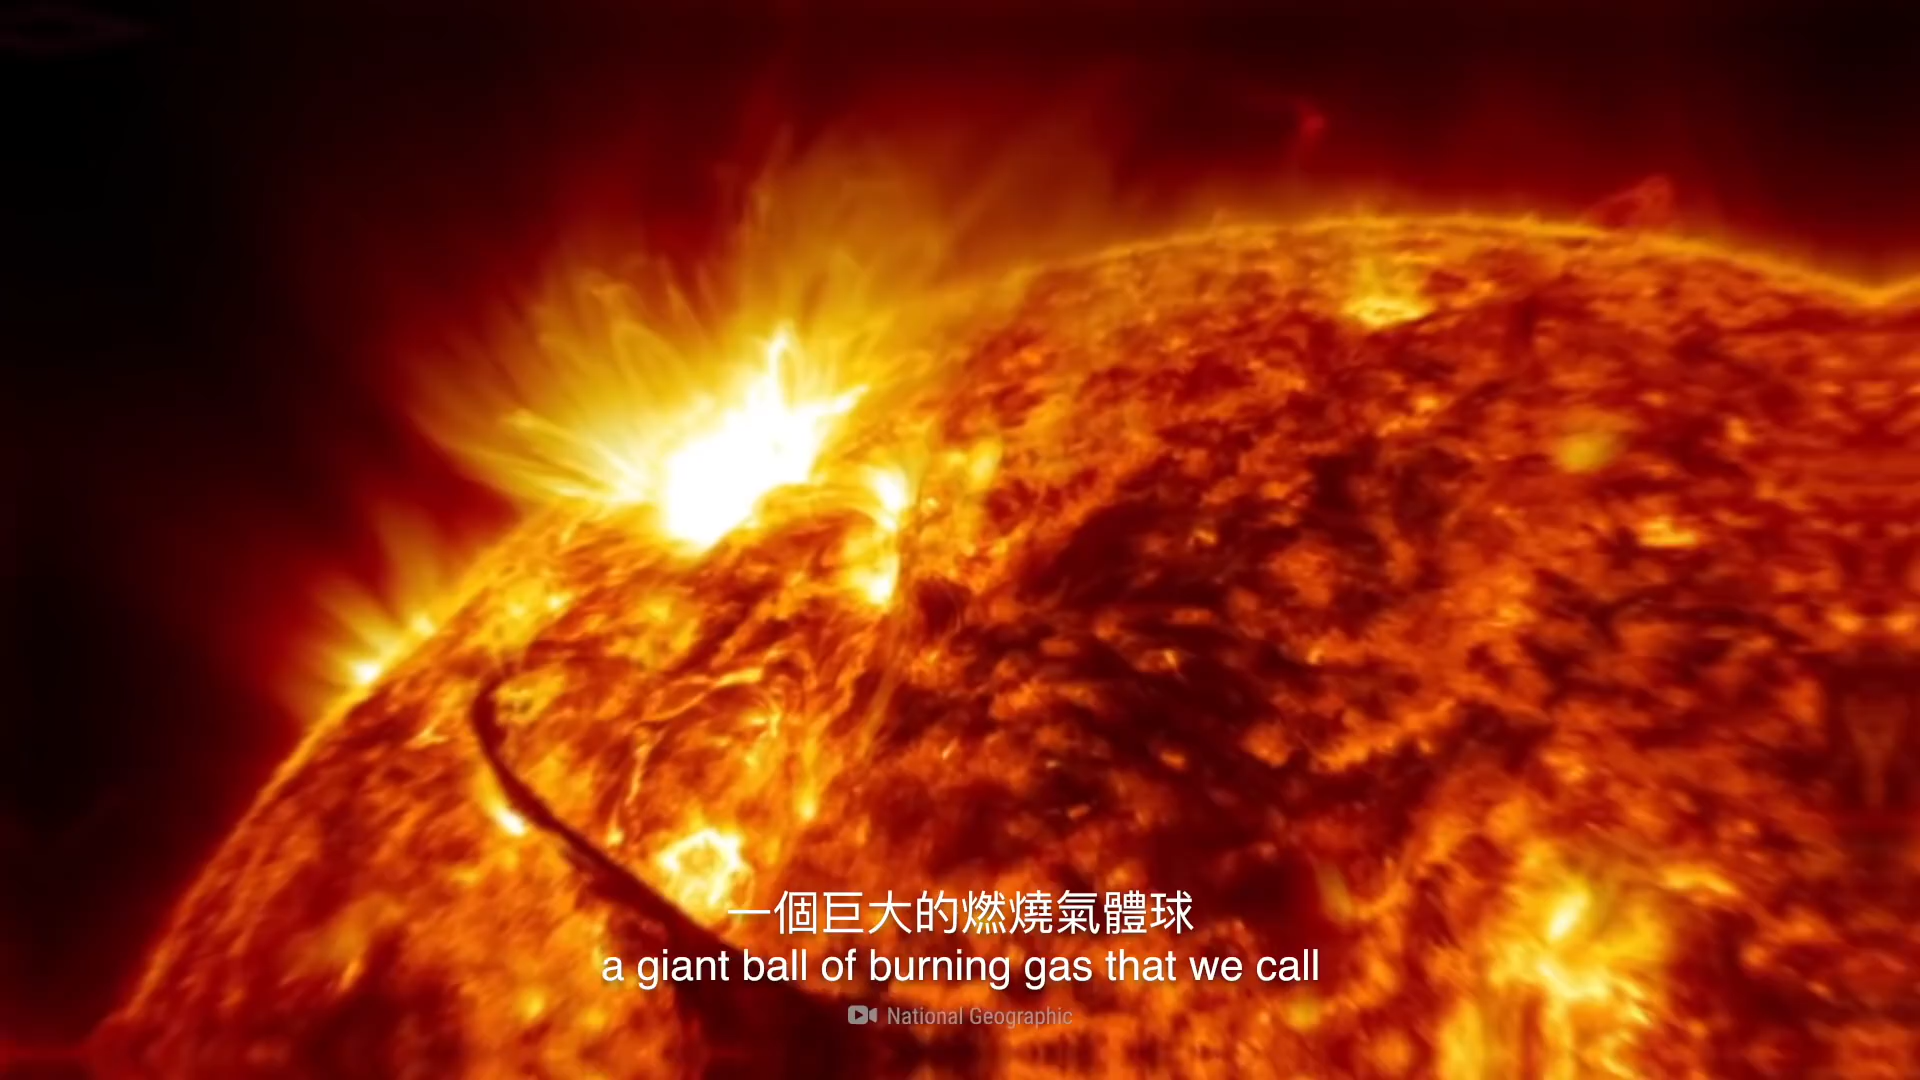 一個巨大的燃燒氣體球
a giant ball of burning gas that we call
National Geographic